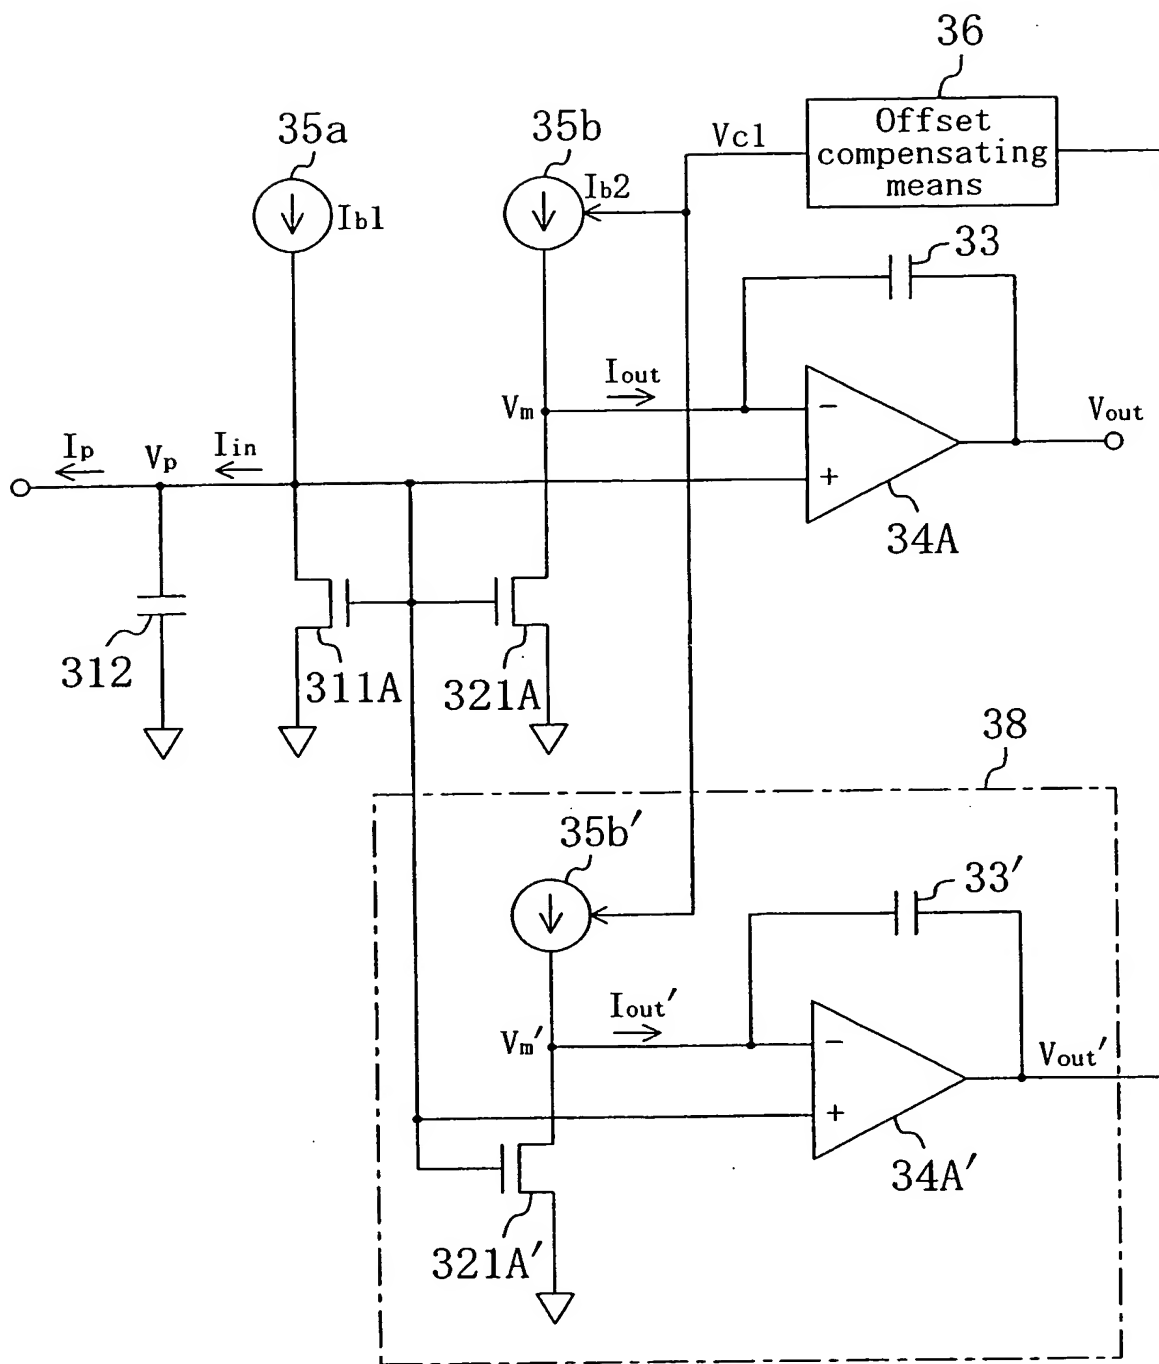 36
35a
35b
Vc1
Offset
compensating
means
Ib1
Ib2
33
Iout
Vm
−
Vout
Ip
Vp
Iin
+
34A
312
311A
321A
38
35b′
33′
Iout′
Vm′
−
Vout′
+
34A′
321A′